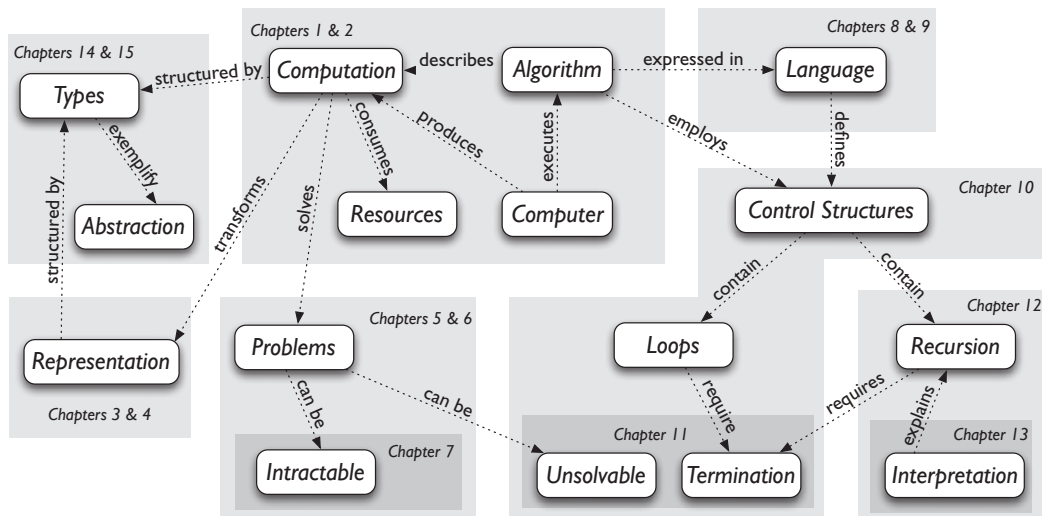 Chapters 1 & 2
Chapters 8 & 9
Chapters 14 & 15
Types
structured by
Computation
describes
Algorithm
expressed in
Language
exemplify
consumes
produces
executes
employs
defines
Abstraction
structured by
transforms
solves
Resources
Computer
Control Structures
Chapter 10
contain
contain
Representation
Chapters 3 & 4
Chapters 5 & 6
Problems
can be
can be
Loops
require
Chapter 12
Recursion
requires
explains
Chapter 7
Intractable
Chapter 11
Unsolvable
Termination
Chapter 13
Interpretation